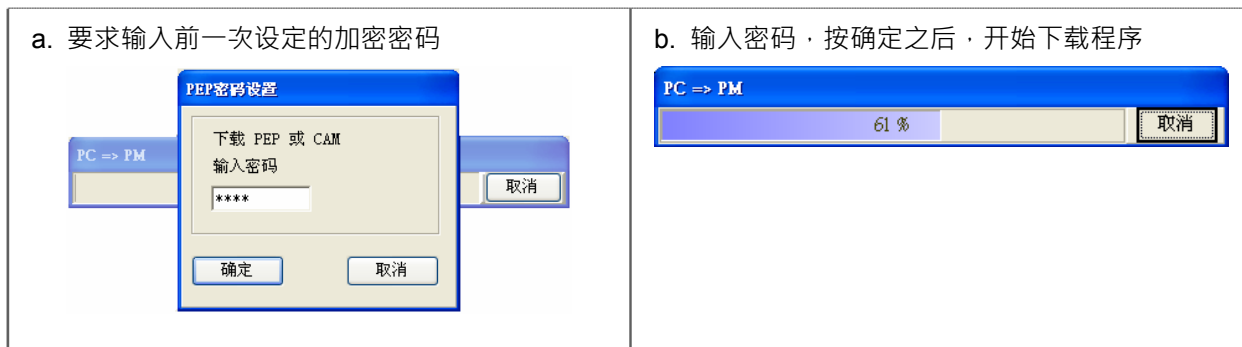 a. 要求输入前一次设定的加密密码
PEP密码设置
下载 PEP 或 CAM
输入密码
PC => PM
****
取消
确定
取消
b. 输入密码，按确定之后，开始下载程序
PC => PM
61 %
取消